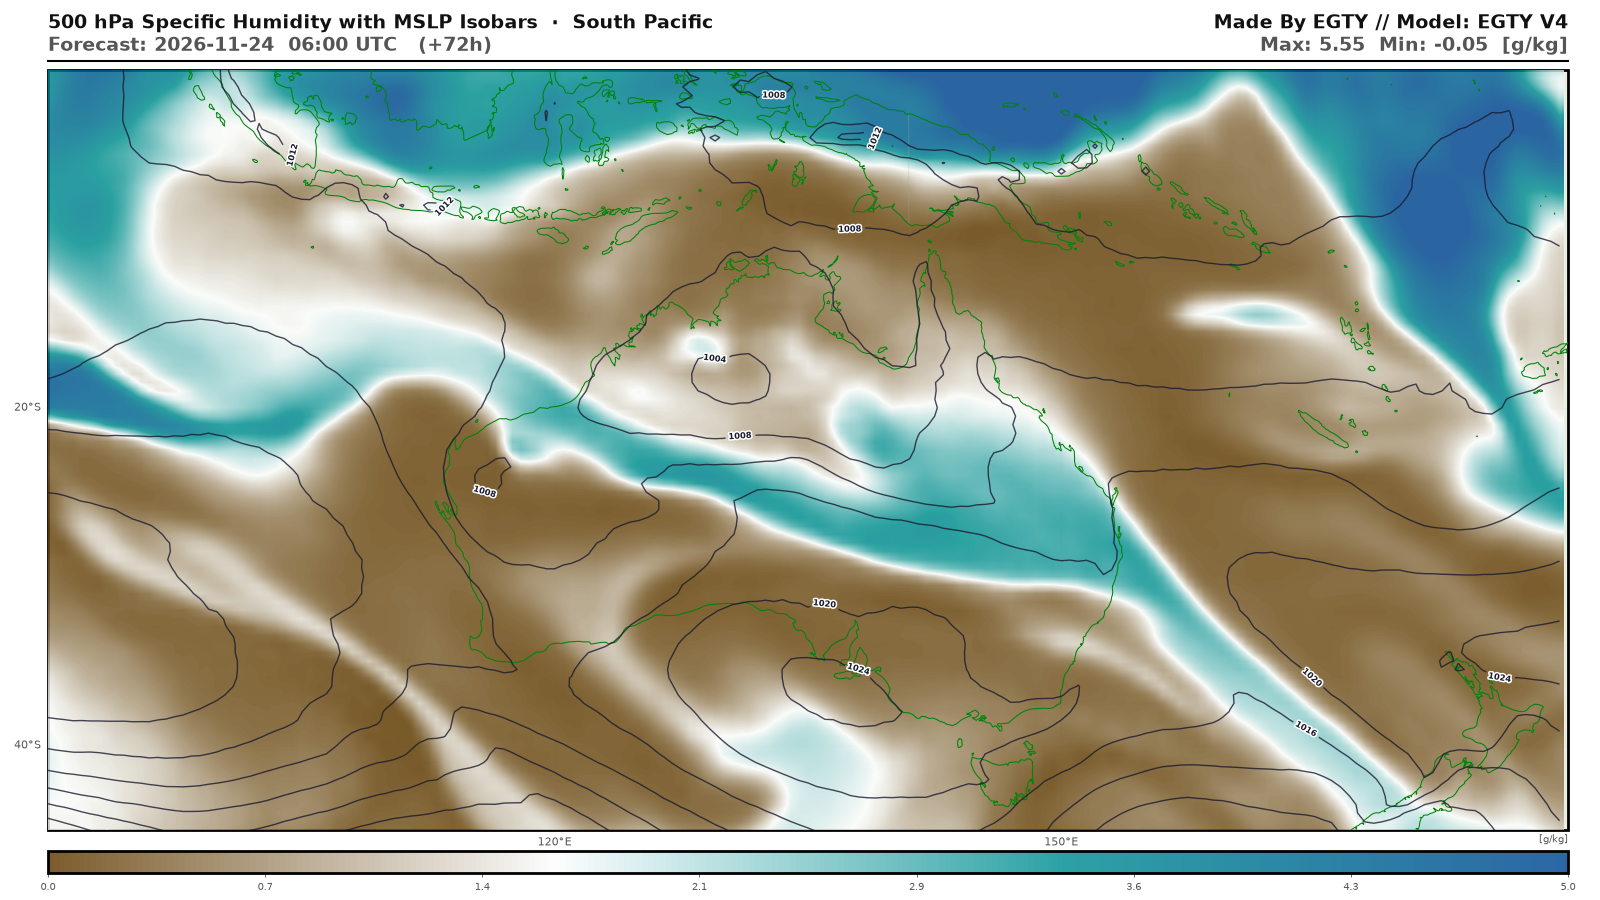 500 hPa Specific Humidity with MSLP Isobars · South Pacific
Made By EGTY // Model: EGTY V4
Forecast: 2026-11-24 06:00 UTC (+72h)
Max: 5.55 Min: -0.05 [g/kg]
1008
1012
1012
1012
1008
1004
20°S
1008
1008
1020
1024
1020
1024
1016
40°S
120°E
150°E
[g/kg]
0.0
0.7
1.4
2.1
2.9
3.6
4.3
5.0